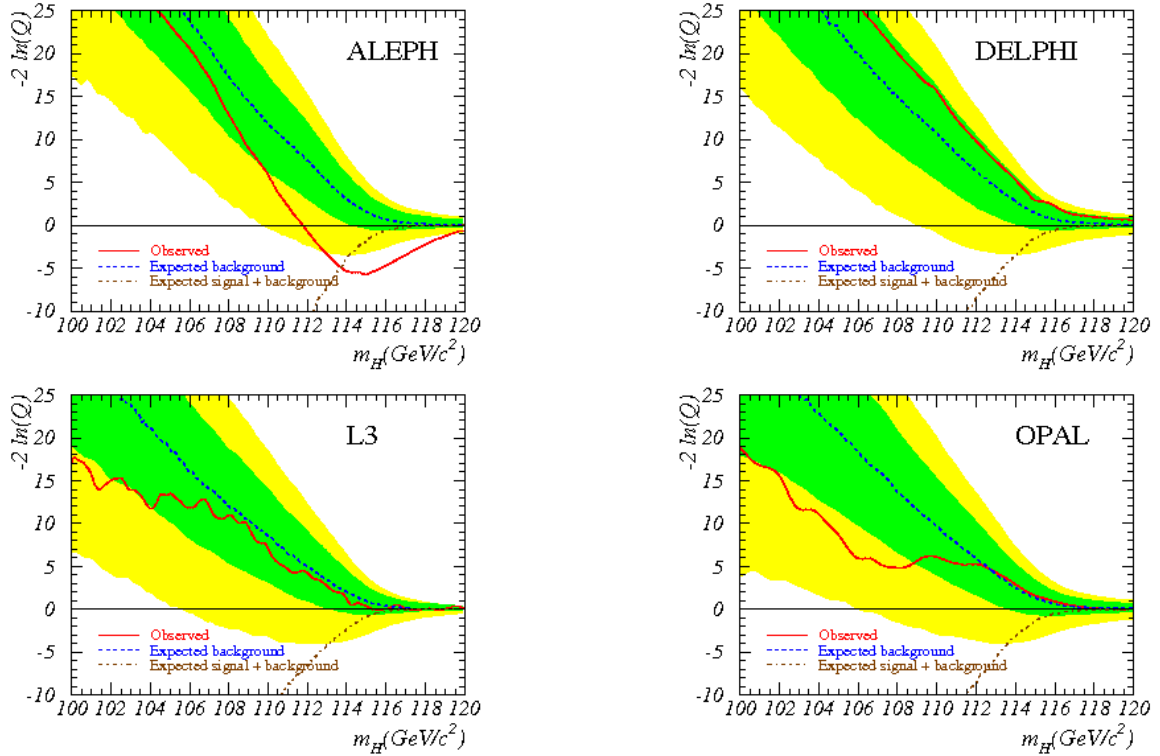 ALEPH
-2 ln(Q)
25
20
15
10
5
0
-5
-10
Observed
Expected background
Expected signal + background
100 102 104 106 108 110 112 114 116 118 120
m_H(GeV/c²)
DELPHI
-2 ln(Q)
25
20
15
10
5
0
-5
-10
Observed
Expected background
Expected signal + background
100 102 104 106 108 110 112 114 116 118 120
m_H(GeV/c²)
L3
-2 ln(Q)
25
20
15
10
5
0
-5
-10
Observed
Expected background
Expected signal + background
100 102 104 106 108 110 112 114 116 118 120
m_H(GeV/c²)
OPAL
-2 ln(Q)
25
20
15
10
5
0
-5
-10
Observed
Expected background
Expected signal + background
100 102 104 106 108 110 112 114 116 118 120
m_H(GeV/c²)